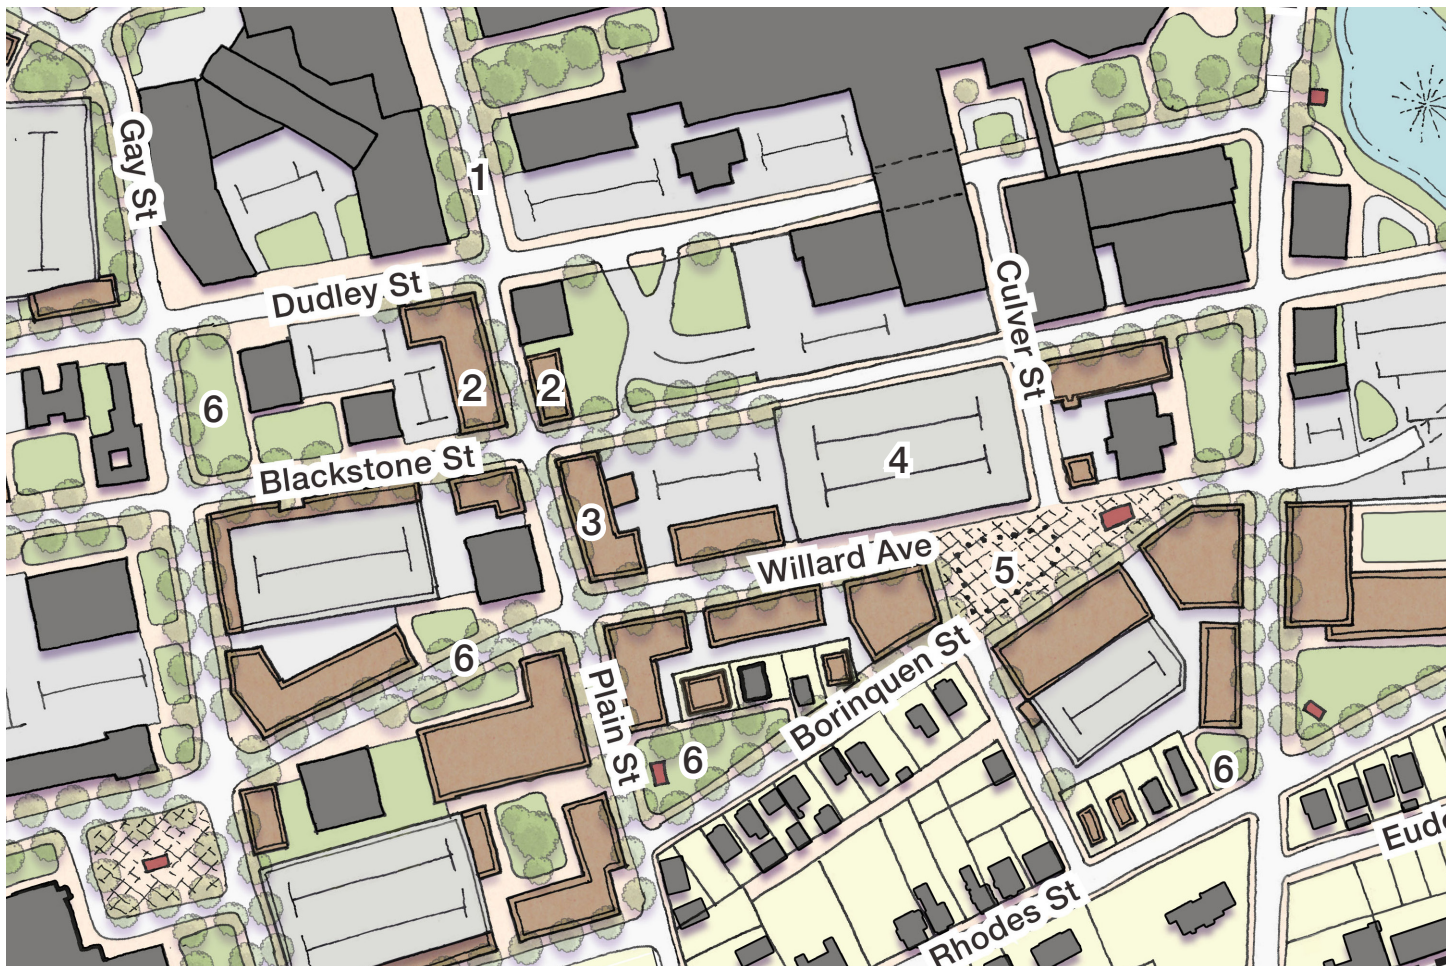 Gay St
1
Dudley St
Culver St
2
2
6
Blackstone St
4
3
Willard Ave
5
6
Plain St
Borinquen St
6
6
Rhodes St